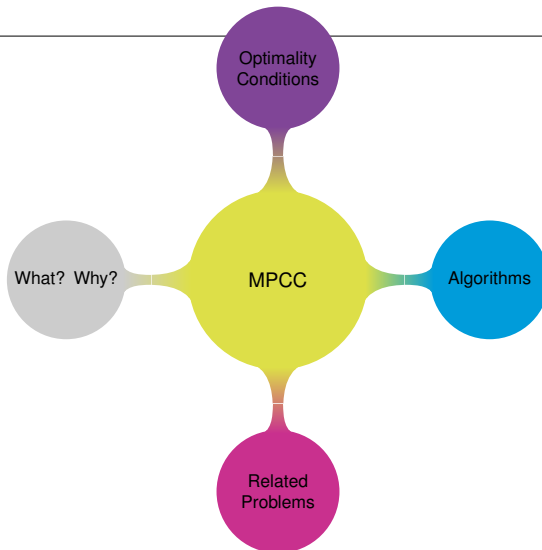 Optimality
Conditions
What? Why?
MPCC
Algorithms
Related
Problems